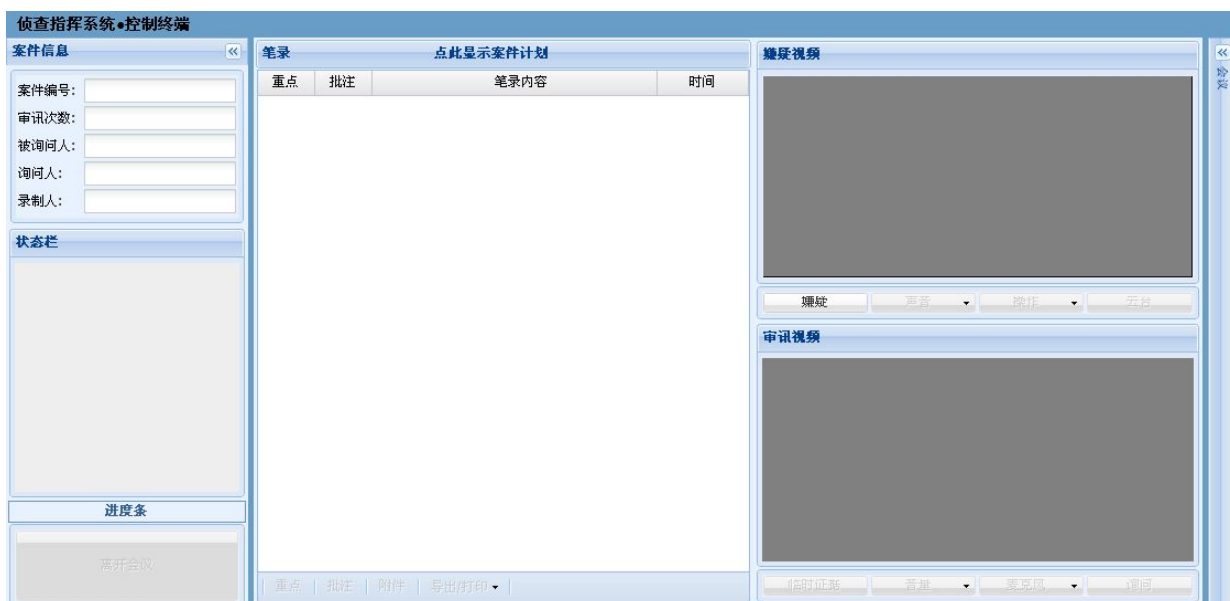 侦查指挥系统•控制终端
案件信息
案件编号:
审讯次数:
被询问人:
询问人:
录制人:
状态栏
进度条
离开会议
笔录 点此显示案件计划
重点 批注 笔录内容 时间
重点 批注 附件 导出/打印
嫌疑视频
嫌疑 声音 操作 云台
审讯视频
临时证据 音量 麦克风 询问
会议